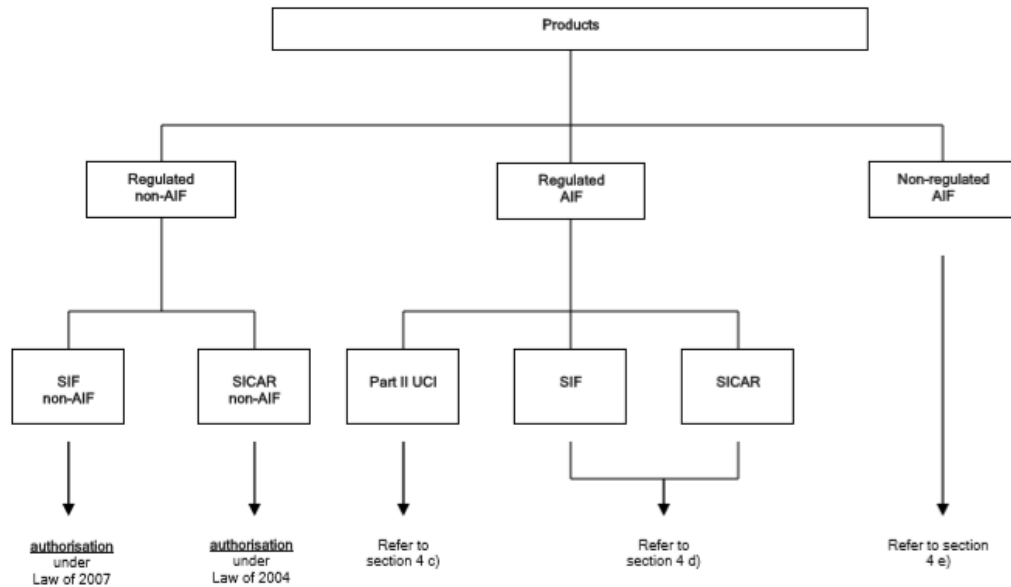 Products
Regulated
non-AIF
Regulated
AIF
Non-regulated
AIF
SIF
non-AIF
SICAR
non-AIF
Part II UCI
SIF
SICAR
authorisation
under
Law of 2007
authorisation
under
Law of 2004
Refer to
section 4 c)
Refer to
section 4 d)
Refer to section
4 e)